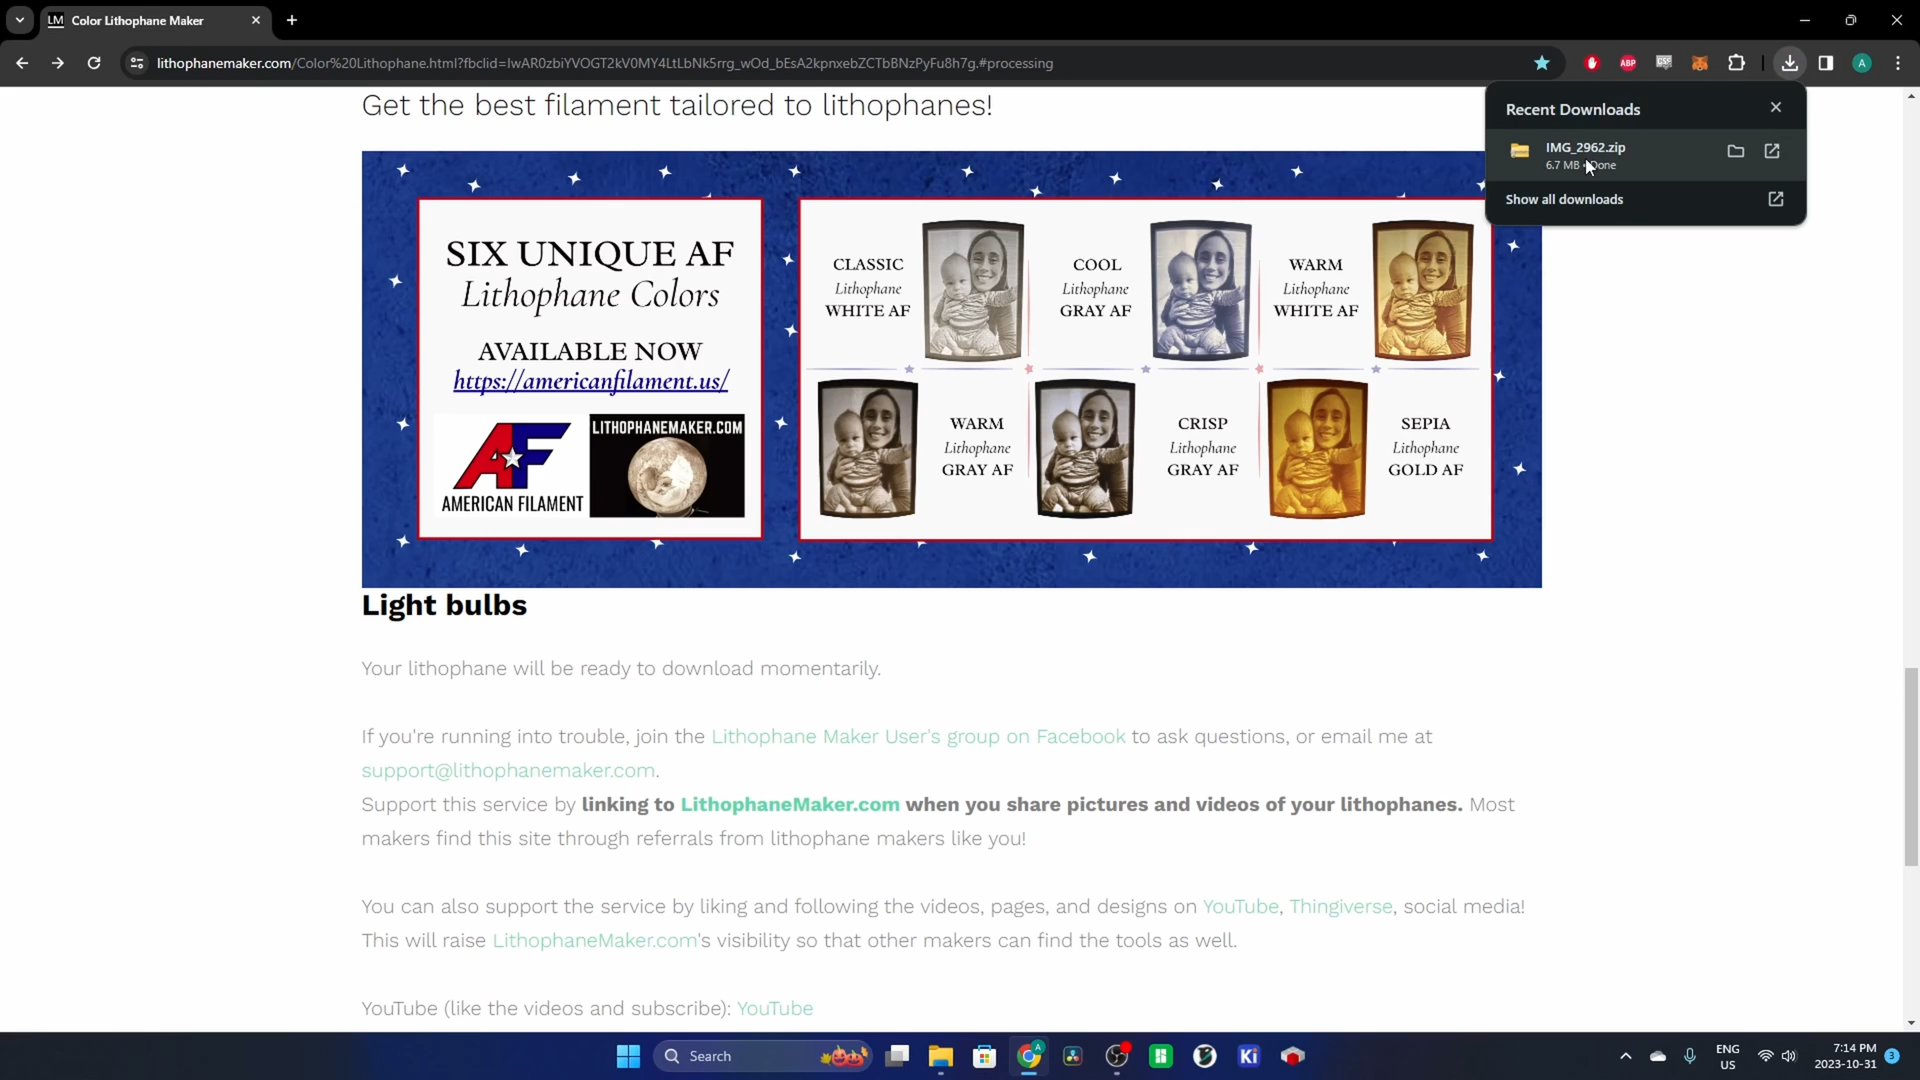 LM Color Lithophane Maker
lithophanemaker.com/Color%20Lithophane.html?fbclid=IwAR0zbiYVOGT2kV0MY4LtLbNk5rrg_wOd_bEsA2kpnxebZCTbBNzPyFu8h7g.#processing
ABP
A
Recent Downloads
IMG_2962.zip
6.7 MB • Done
Show all downloads
Get the best filament tailored to lithophanes!
SIX UNIQUE AF
Lithophane Colors
AVAILABLE NOW
https://americanfilament.us/
AF
AMERICAN FILAMENT
LITHOPHANEMAKER.COM
CLASSIC
Lithophane
WHITE AF
COOL
Lithophane
GRAY AF
WARM
Lithophane
WHITE AF
WARM
Lithophane
GRAY AF
CRISP
Lithophane
GRAY AF
SEPIA
Lithophane
GOLD AF
Light bulbs
Your lithophane will be ready to download momentarily.
If you're running into trouble, join the Lithophane Maker User's group on Facebook to ask questions, or email me at
support@lithophanemaker.com.
Support this service by linking to LithophaneMaker.com when you share pictures and videos of your lithophanes. Most
makers find this site through referrals from lithophane makers like you!
You can also support the service by liking and following the videos, pages, and designs on YouTube, Thingiverse, social media!
This will raise LithophaneMaker.com's visibility so that other makers can find the tools as well.
YouTube (like the videos and subscribe): YouTube
Search
A
Ki
ENG
US
7:14 PM
2023-10-31
3